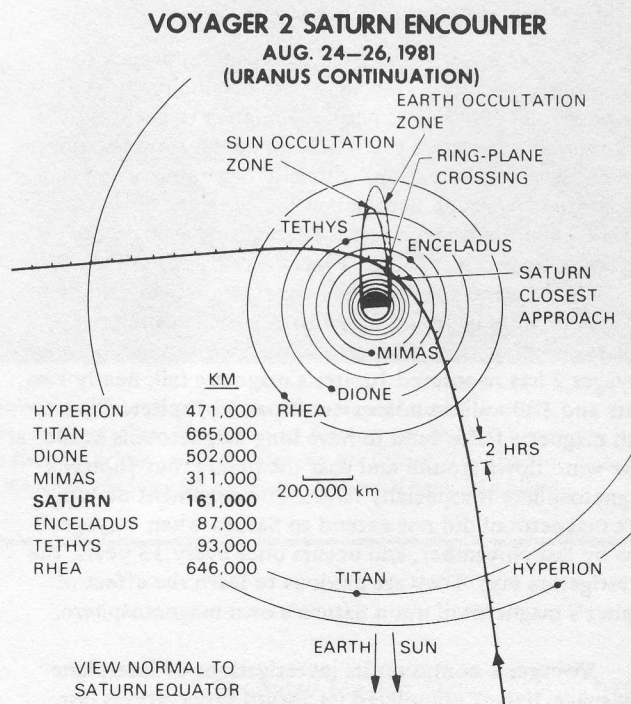 VOYAGER 2 SATURN ENCOUNTER
AUG. 24—26, 1981
(URANUS CONTINUATION)
EARTH OCCULTATION
ZONE
SUN OCCULTATION
ZONE
RING-PLANE
CROSSING
TETHYS
ENCELADUS
SATURN
CLOSEST
APPROACH
MIMAS
DIONE
RHEA
KM
HYPERION 471,000
TITAN 665,000
DIONE 502,000
MIMAS 311,000
SATURN 161,000
ENCELADUS 87,000
TETHYS 93,000
RHEA 646,000
200,000 km
2 HRS
TITAN
HYPERION
EARTH SUN
VIEW NORMAL TO
SATURN EQUATOR